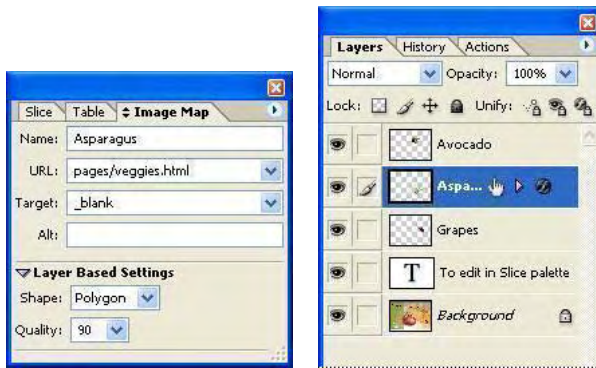 Slice Table Image Map
Name: Asparagus
URL: pages/veggies.html
Target: _blank
Alt:
Layer Based Settings
Shape: Polygon
Quality: 90
Layers History Actions
Normal Opacity: 100%
Lock: Unify:
Avocado
Aspa...
Grapes
T To edit in Slice palette
Background